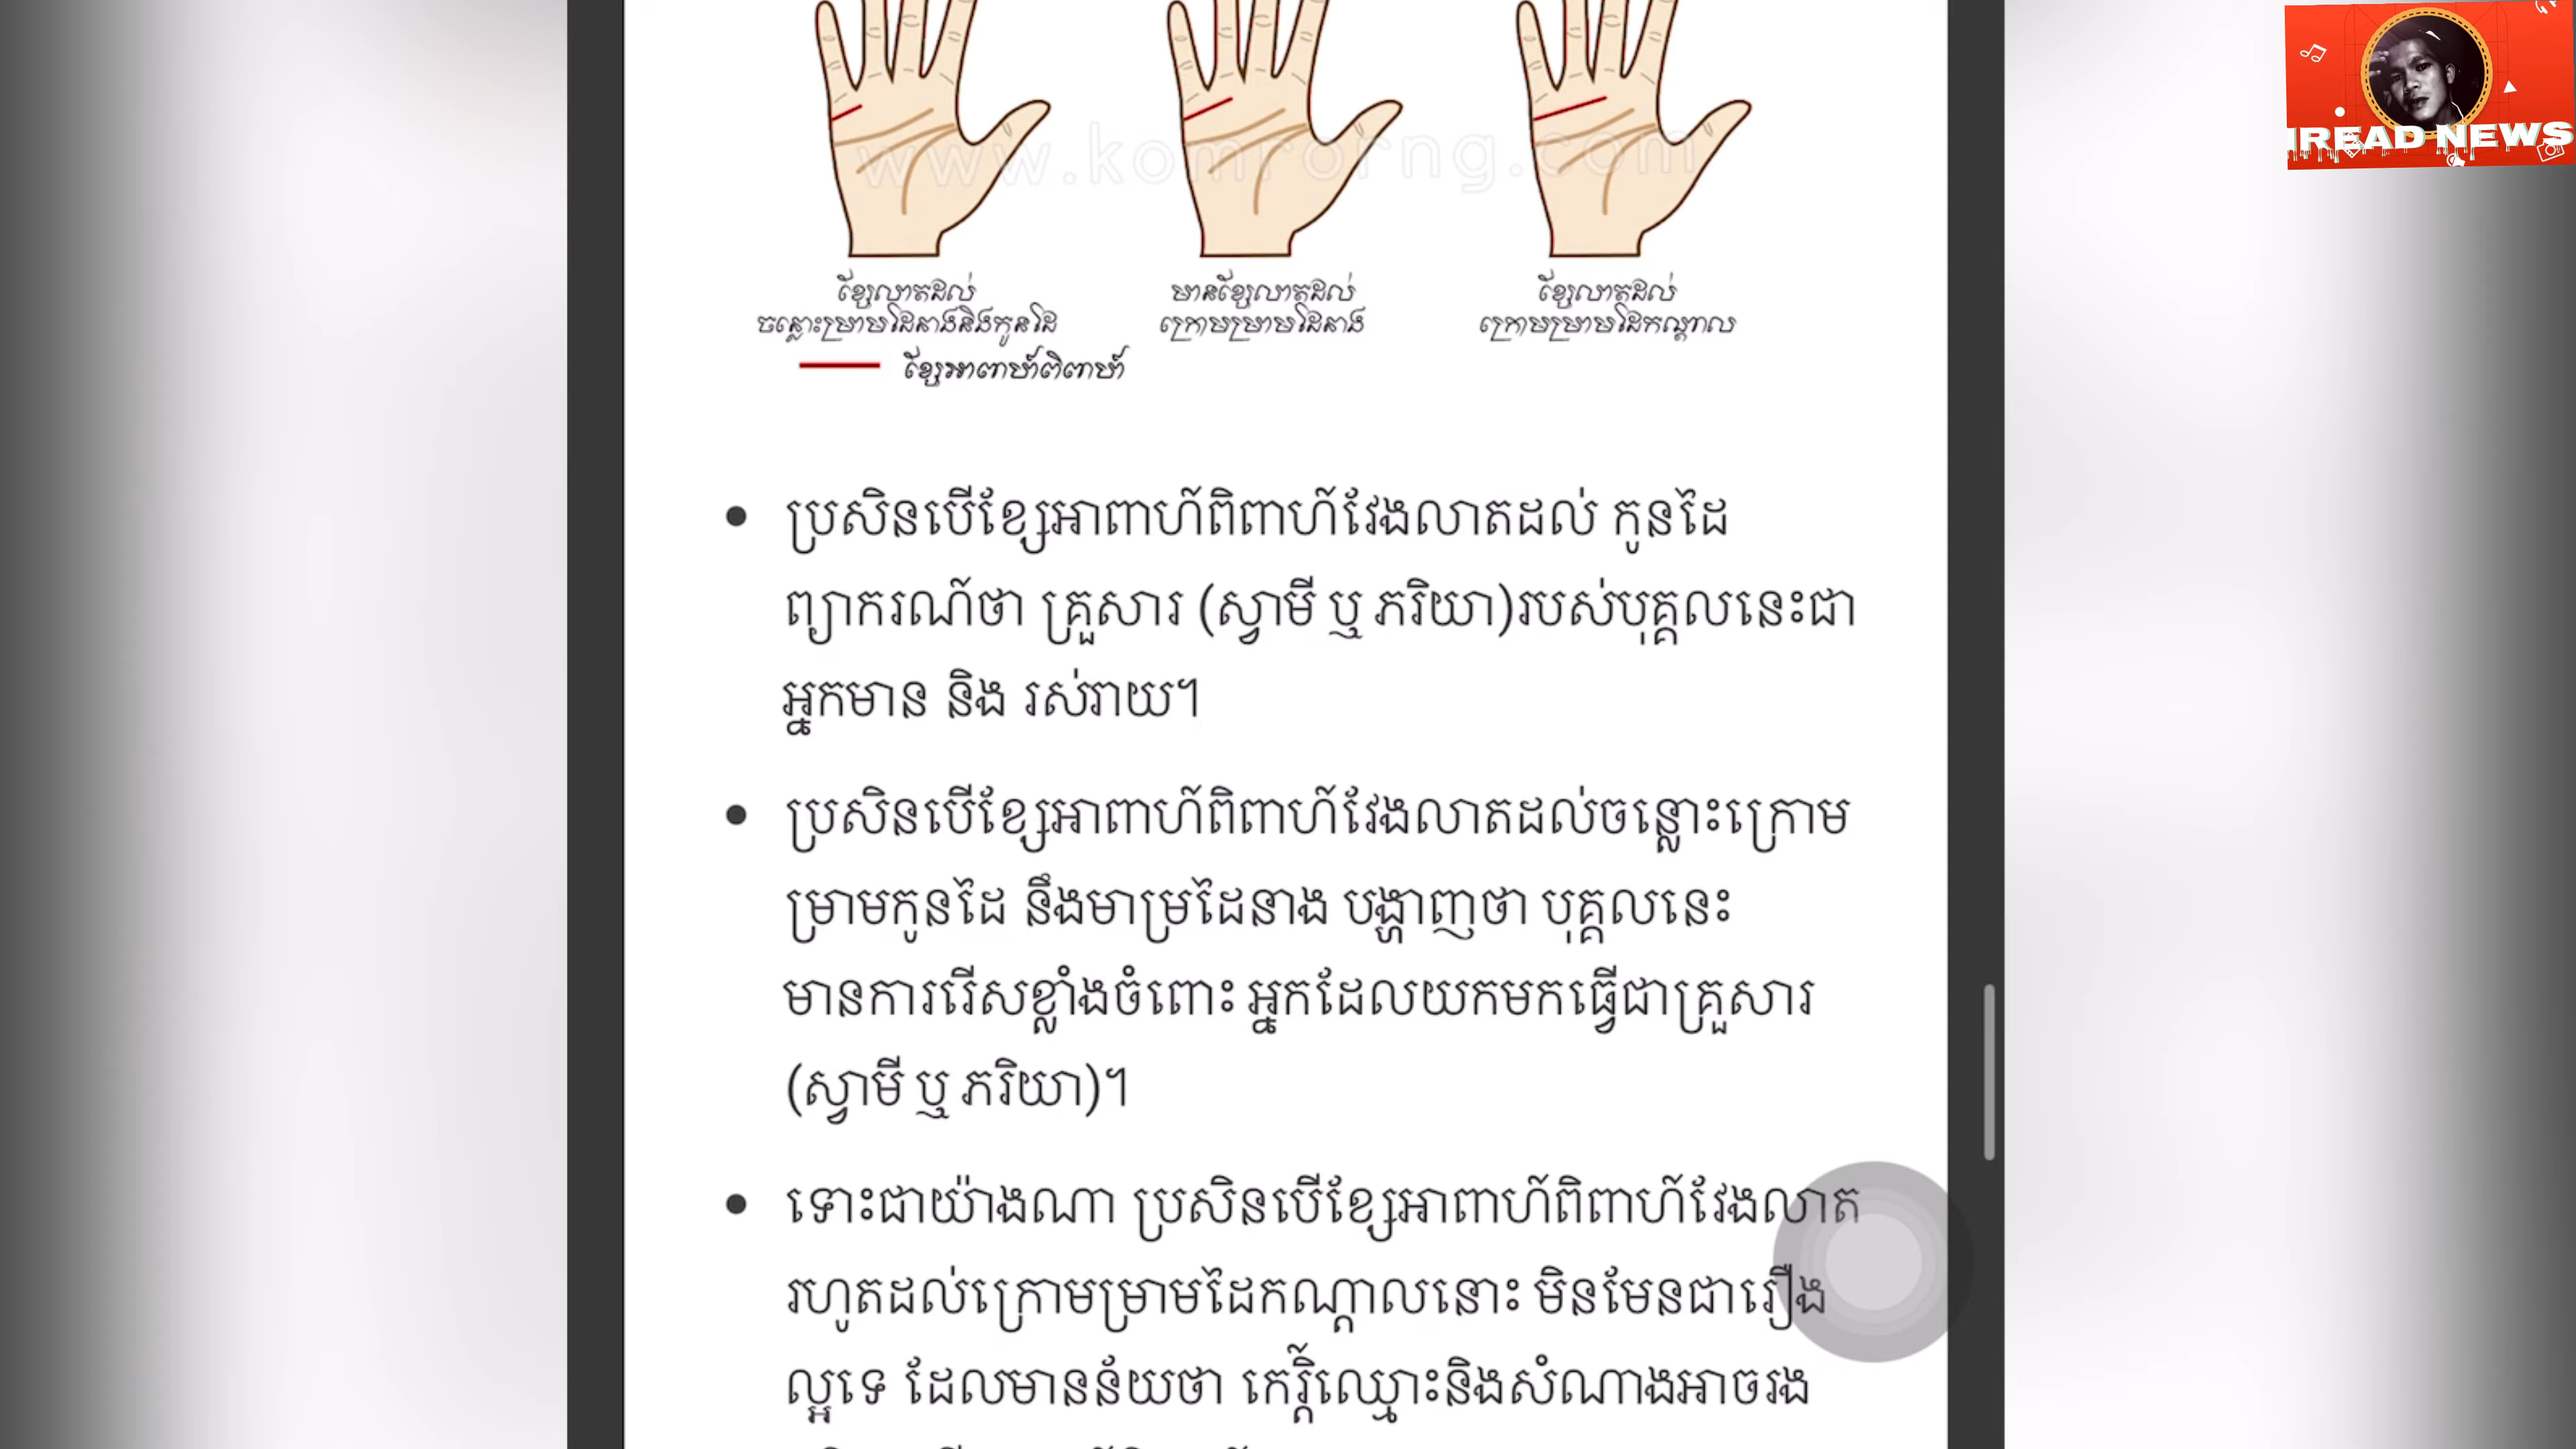 IREAD NEWS
www.komrorng.com
ខ្សែលាតដល់
ចន្លោះម្រាមដៃនាងនិងកូនដៃ
មានខ្សែលាតដល់
ក្រោមម្រាមដៃនាង
ខ្សែលាតដល់
ក្រោមម្រាមដៃកណ្តាល
ខ្សែអាពាហ៍ពិពាហ៍
• ប្រសិនបើខ្សែអាពាហ៍ពិពាហ៍វែងលាតដល់ កូនដៃ
ព្យាករណ៍ថា គ្រួសារ (ស្វាមី ឬ ភរិយា)របស់បុគ្គលនេះជា
អ្នកមាន និង រស់រាយ។
• ប្រសិនបើខ្សែអាពាហ៍ពិពាហ៍វែងលាតដល់ចន្លោះក្រោម
ម្រាមកូនដៃ នឹងមាម្រដៃនាង បង្ហាញថា បុគ្គលនេះ
មានការរើសខ្លាំងចំពោះ អ្នកដែលយកមកធ្វើជាគ្រួសារ
(ស្វាមី ឬ ភរិយា)។
• ទោះជាយ៉ាងណា ប្រសិនបើខ្សែអាពាហ៍ពិពាហ៍វែងលាត
រហូតដល់ក្រោមម្រាមដៃកណ្តាលនោះ មិនមែនជារឿង
ល្អទេ ដែលមានន័យថា កេរ្តិ៍ឈ្មោះនិងសំណាងអាចរង